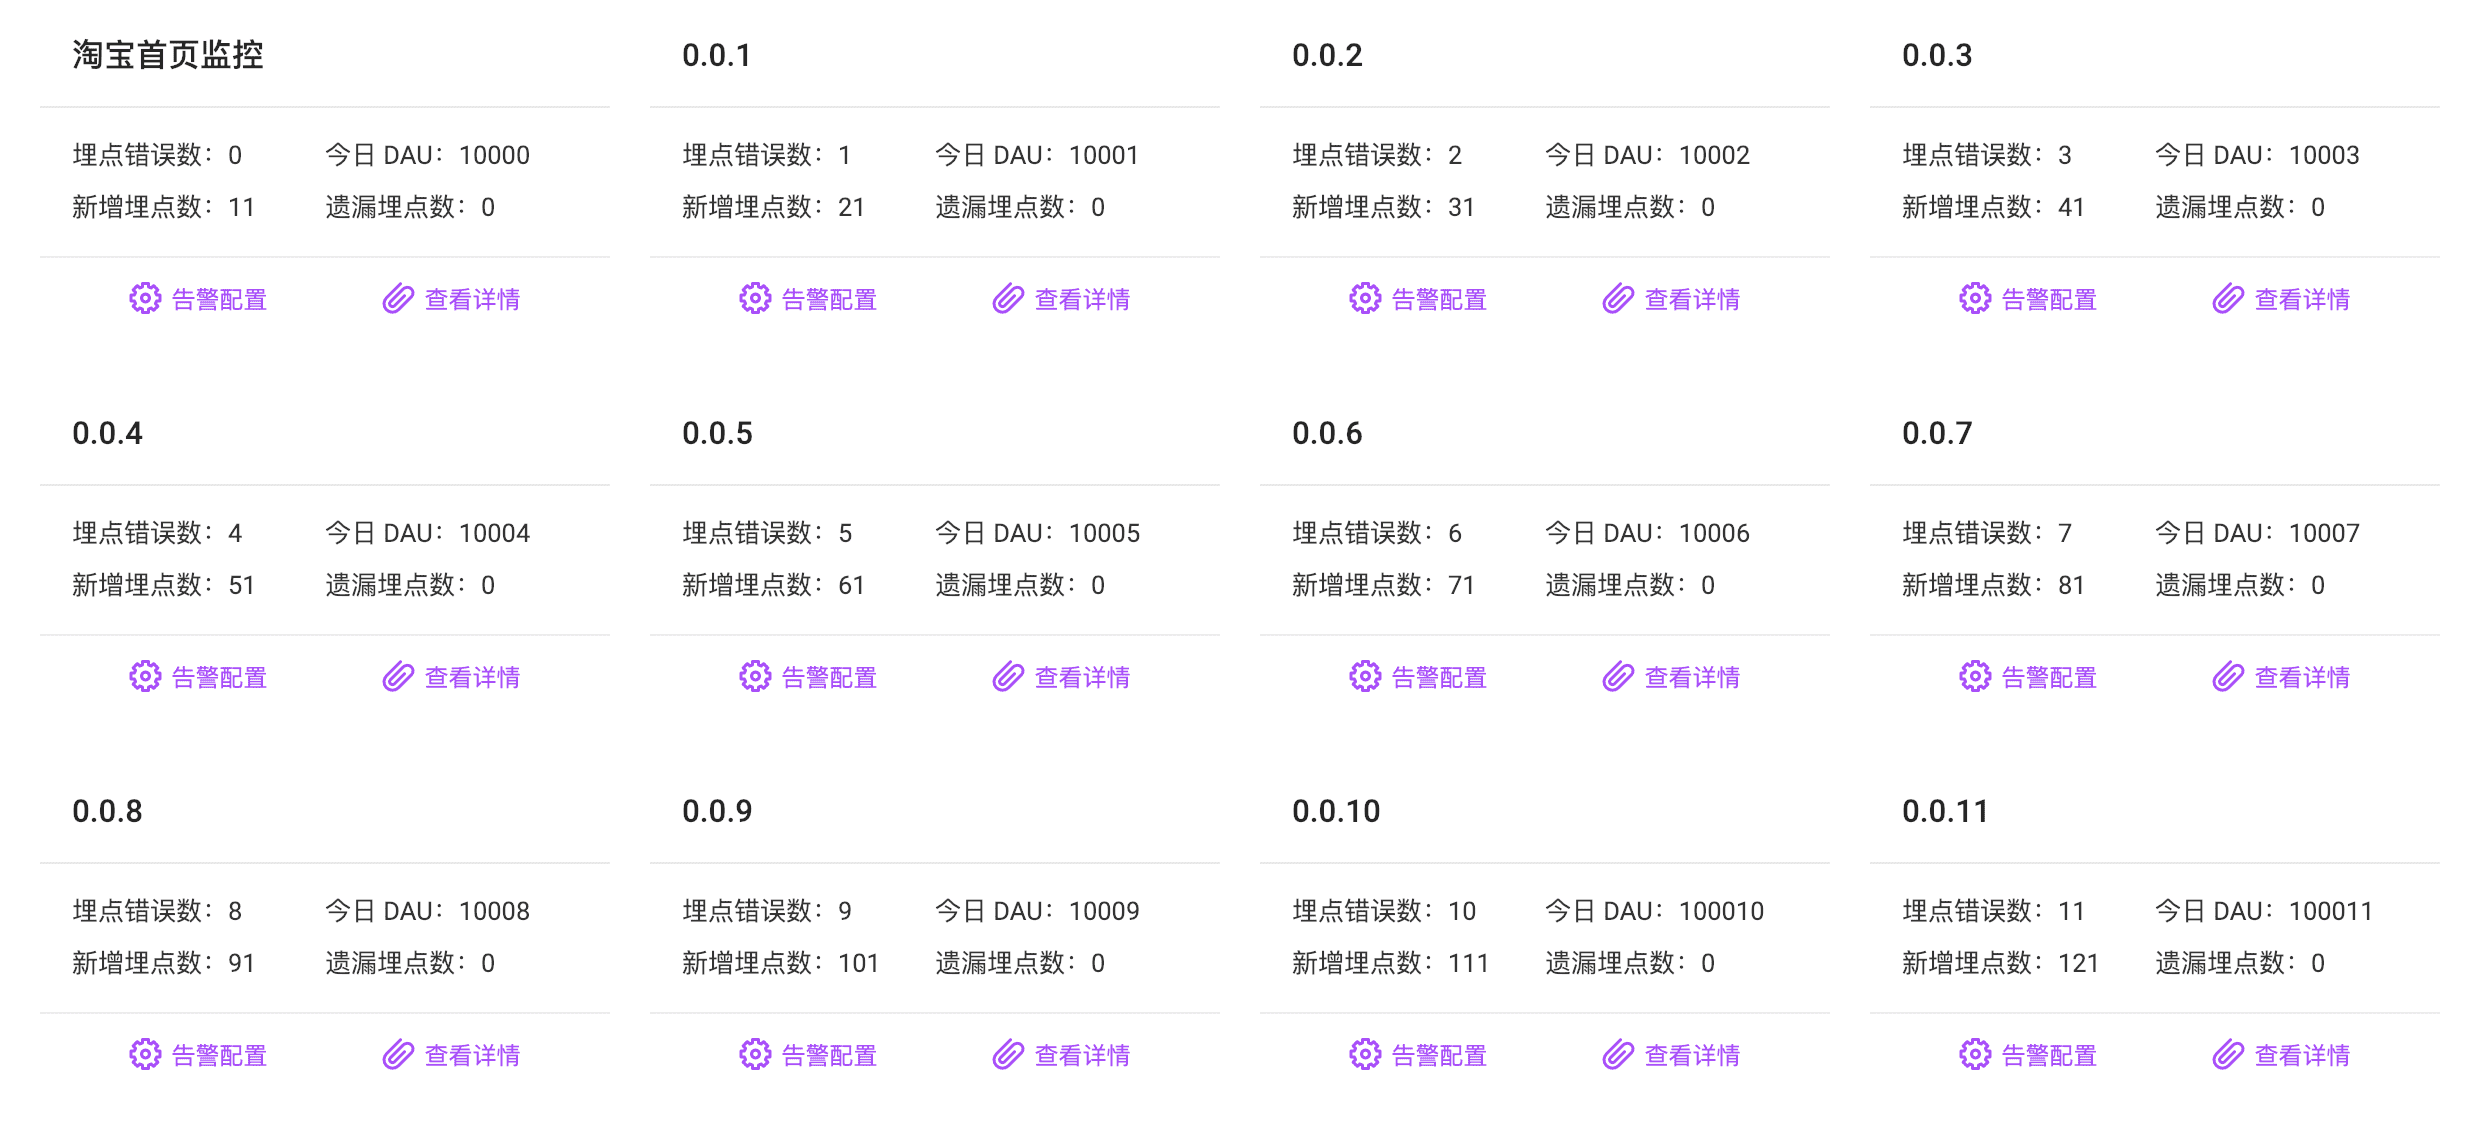 淘宝首页监控
埋点错误数：0
今日 DAU：10000
新增埋点数：11
遗漏埋点数：0
告警配置
查看详情
0.0.1
埋点错误数：1
今日 DAU：10001
新增埋点数：21
遗漏埋点数：0
告警配置
查看详情
0.0.2
埋点错误数：2
今日 DAU：10002
新增埋点数：31
遗漏埋点数：0
告警配置
查看详情
0.0.3
埋点错误数：3
今日 DAU：10003
新增埋点数：41
遗漏埋点数：0
告警配置
查看详情
0.0.4
埋点错误数：4
今日 DAU：10004
新增埋点数：51
遗漏埋点数：0
告警配置
查看详情
0.0.5
埋点错误数：5
今日 DAU：10005
新增埋点数：61
遗漏埋点数：0
告警配置
查看详情
0.0.6
埋点错误数：6
今日 DAU：10006
新增埋点数：71
遗漏埋点数：0
告警配置
查看详情
0.0.7
埋点错误数：7
今日 DAU：10007
新增埋点数：81
遗漏埋点数：0
告警配置
查看详情
0.0.8
埋点错误数：8
今日 DAU：10008
新增埋点数：91
遗漏埋点数：0
告警配置
查看详情
0.0.9
埋点错误数：9
今日 DAU：10009
新增埋点数：101
遗漏埋点数：0
告警配置
查看详情
0.0.10
埋点错误数：10
今日 DAU：100010
新增埋点数：111
遗漏埋点数：0
告警配置
查看详情
0.0.11
埋点错误数：11
今日 DAU：100011
新增埋点数：121
遗漏埋点数：0
告警配置
查看详情